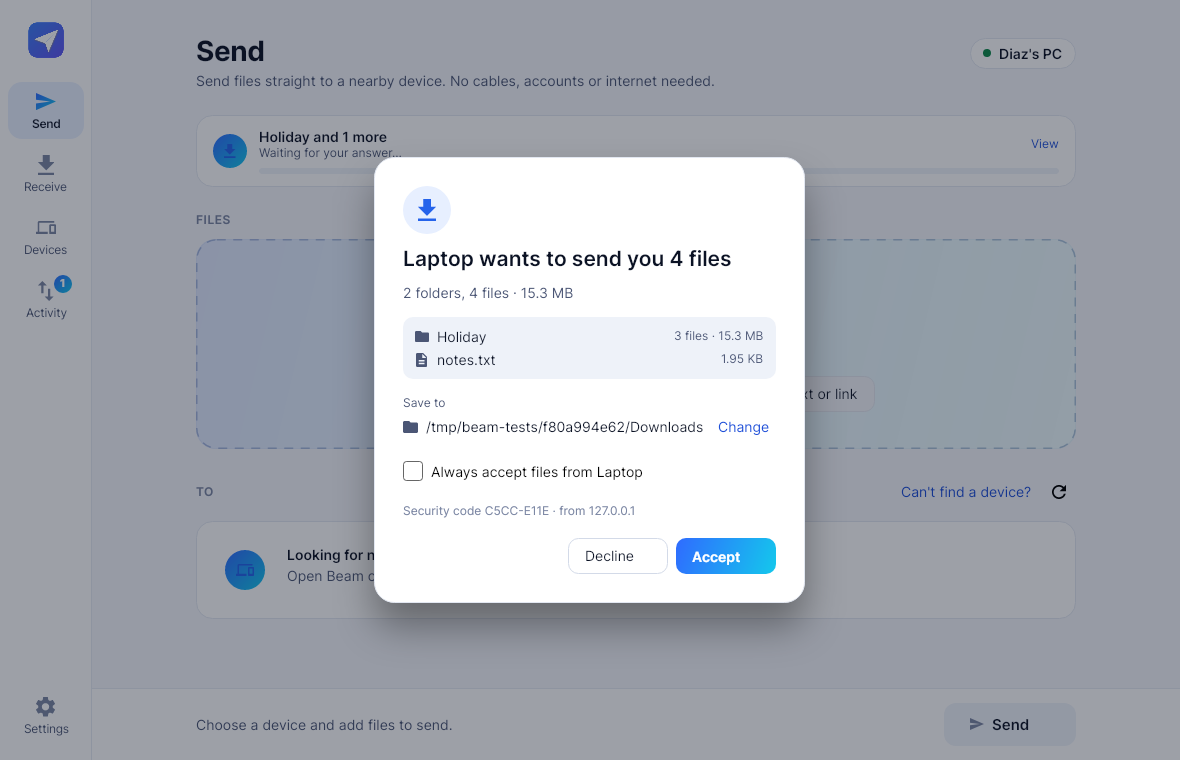 Send
Send files straight to a nearby device. No cables, accounts or internet needed.
Diaz's PC
Send
Receive
Devices
1
Activity
Settings
Holiday and 1 more
Waiting for your answer...
View
FILES
Laptop wants to send you 4 files
2 folders, 4 files · 15.3 MB
Holiday
3 files · 15.3 MB
notes.txt
1.95 KB
Save to
/tmp/beam-tests/f80a994e62/Downloads
Change
Always accept files from Laptop
Security code C5CC-E11E · from 127.0.0.1
Decline
Accept
or link
TO
Can't find a device?
Looking for
Open Beam
Choose a device and add files to send.
Send